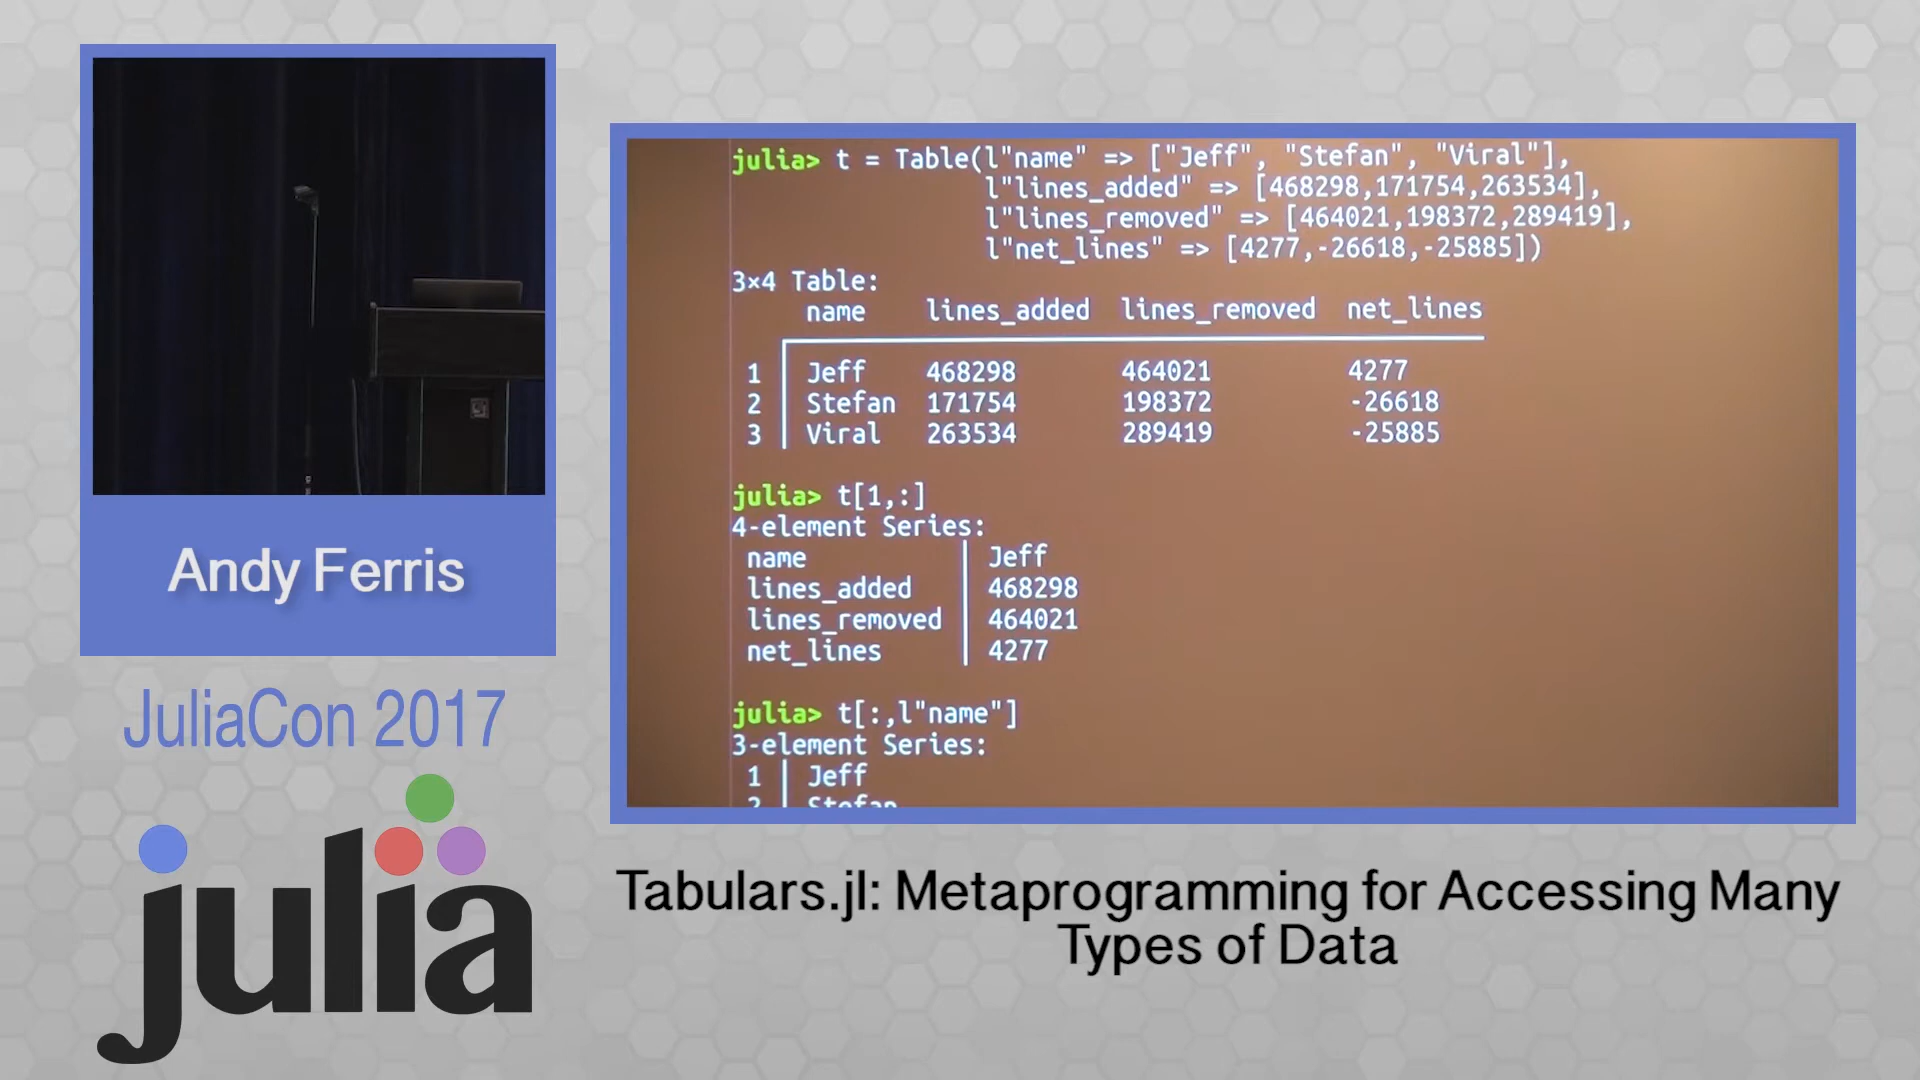 Andy Ferris
JuliaCon 2017
julia
julia> t = Table(l"name" => ["Jeff", "Stefan", "Viral"],
l"lines_added" => [468298,171754,263534],
l"lines_removed" => [464021,198372,289419],
l"net_lines" => [4277,-26618,-25885])
3×4 Table:
name lines_added lines_removed net_lines
1 Jeff 468298 464021 4277
2 Stefan 171754 198372 -26618
3 Viral 263534 289419 -25885
julia> t[1,:]
4-element Series:
name Jeff
lines_added 468298
lines_removed 464021
net_lines 4277
julia> t[:,l"name"]
3-element Series:
1 Jeff
2 Stefan
Tabulars.jl: Metaprogramming for Accessing Many
Types of Data